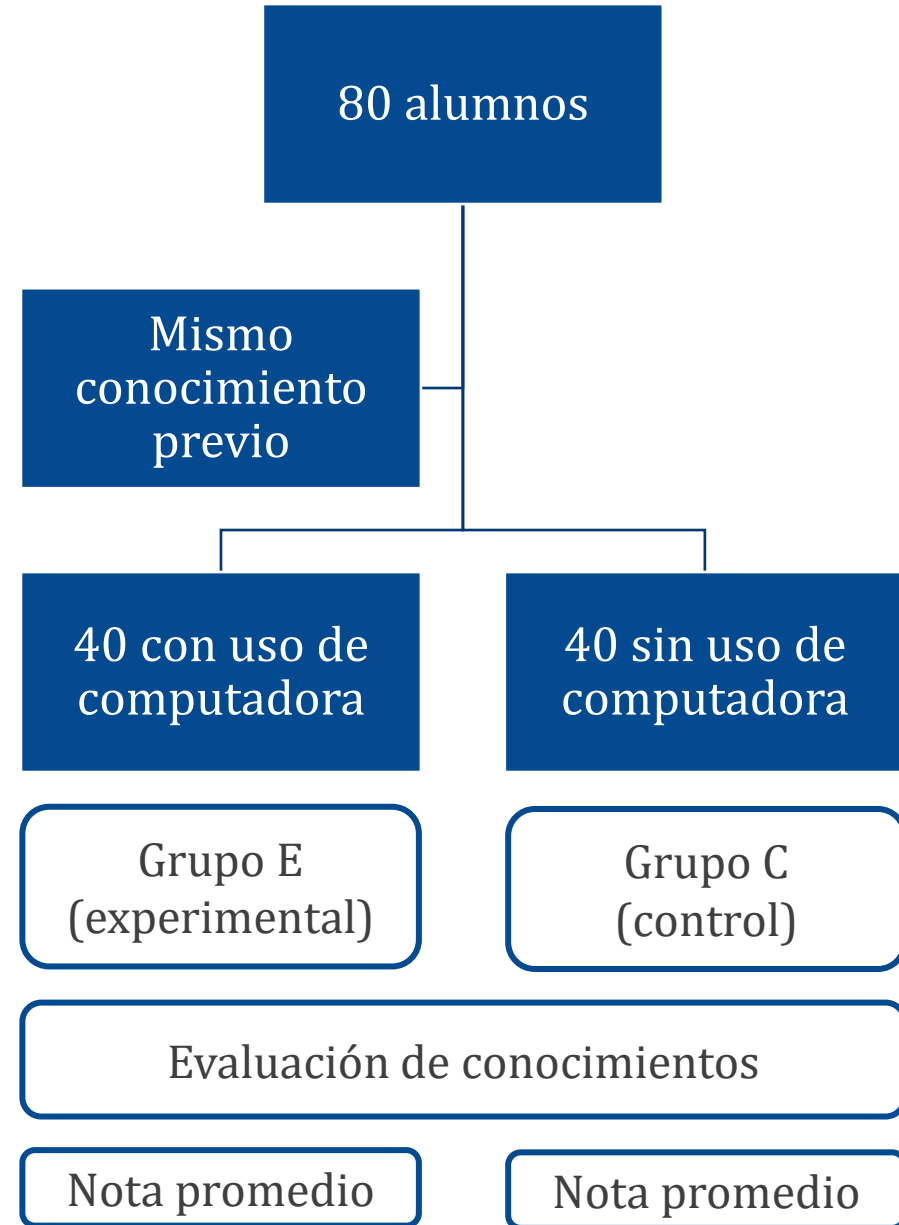 80 alumnos
Mismo
conocimiento
previo
40 con uso de
computadora
40 sin uso de
computadora
Grupo E
(experimental)
Grupo C
(control)
Evaluación de conocimientos
Nota promedio
Nota promedio